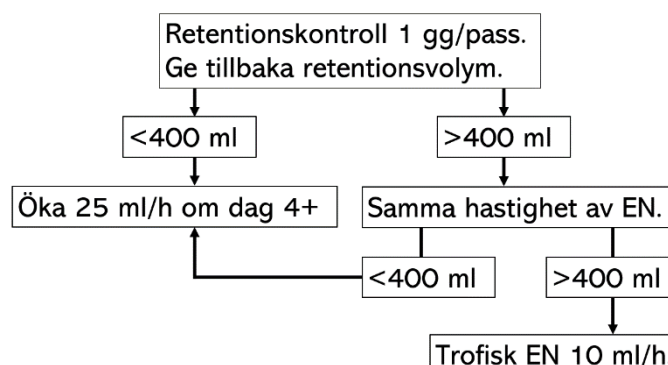 Retentionskontroll 1 gg/pass.
Ge tillbaka retentionsvolym.
<400 ml
>400 ml
Öka 25 ml/h om dag 4+
Samma hastighet av EN.
<400 ml
>400 ml
Trofisk EN 10 ml/h